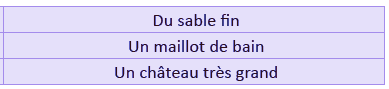 Du sable fin
Un maillot de bain
Un château très grand